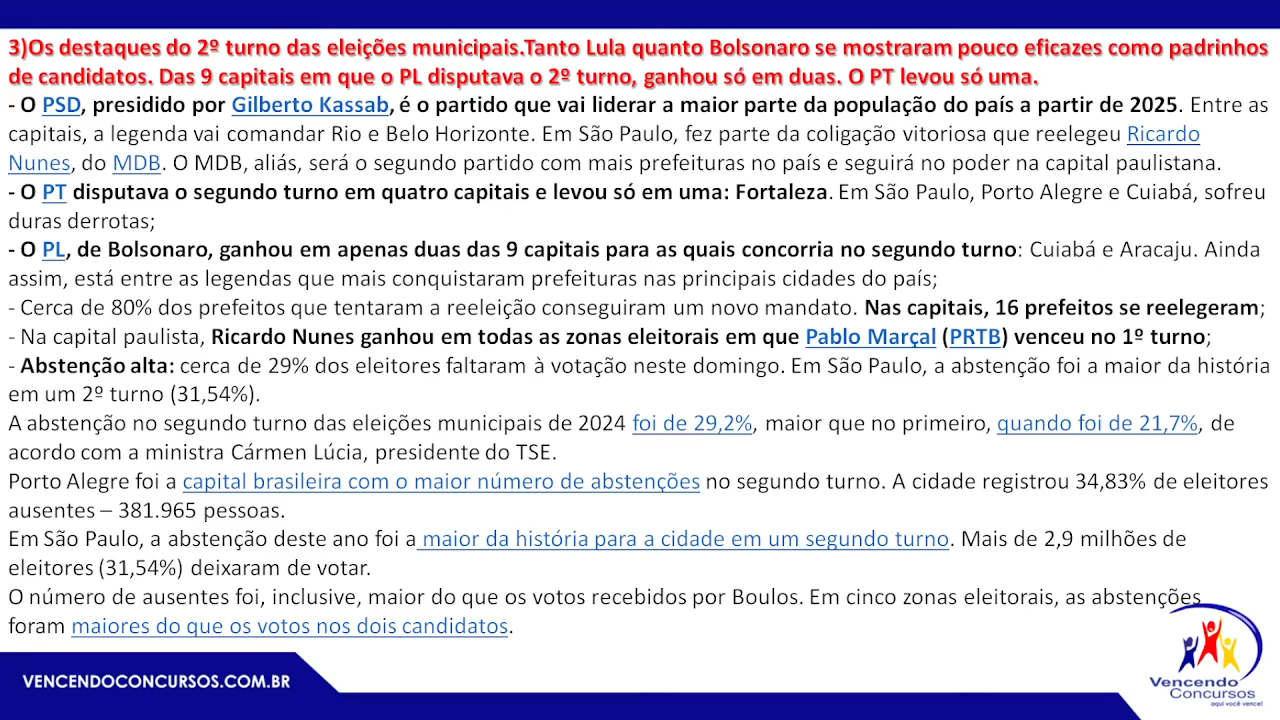 3)Os destaques do 2º turno das eleições municipais.Tanto Lula quanto Bolsonaro se mostraram pouco eficazes como padrinhos
de candidatos. Das 9 capitais em que o PL disputava o 2º turno, ganhou só em duas. O PT levou só uma.
- O PSD, presidido por Gilberto Kassab, é o partido que vai liderar a maior parte da população do país a partir de 2025. Entre as
capitais, a legenda vai comandar Rio e Belo Horizonte. Em São Paulo, fez parte da coligação vitoriosa que reelegeu Ricardo
Nunes, do MDB. O MDB, aliás, será o segundo partido com mais prefeituras no país e seguirá no poder na capital paulistana.
- O PT disputava o segundo turno em quatro capitais e levou só em uma: Fortaleza. Em São Paulo, Porto Alegre e Cuiabá, sofreu
duras derrotas;
- O PL, de Bolsonaro, ganhou em apenas duas das 9 capitais para as quais concorria no segundo turno: Cuiabá e Aracaju. Ainda
assim, está entre as legendas que mais conquistaram prefeituras nas principais cidades do país;
- Cerca de 80% dos prefeitos que tentaram a reeleição conseguiram um novo mandato. Nas capitais, 16 prefeitos se reelegeram;
- Na capital paulista, Ricardo Nunes ganhou em todas as zonas eleitorais em que Pablo Marçal (PRTB) venceu no 1º turno;
- Abstenção alta: cerca de 29% dos eleitores faltaram à votação neste domingo. Em São Paulo, a abstenção foi a maior da história
em um 2º turno (31,54%).
A abstenção no segundo turno das eleições municipais de 2024 foi de 29,2%, maior que no primeiro, quando foi de 21,7%, de
acordo com a ministra Cármen Lúcia, presidente do TSE.
Porto Alegre foi a capital brasileira com o maior número de abstenções no segundo turno. A cidade registrou 34,83% de eleitores
ausentes – 381.965 pessoas.
Em São Paulo, a abstenção deste ano foi a maior da história para a cidade em um segundo turno. Mais de 2,9 milhões de
eleitores (31,54%) deixaram de votar.
O número de ausentes foi, inclusive, maior do que os votos recebidos por Boulos. Em cinco zonas eleitorais, as abstenções
foram maiores do que os votos nos dois candidatos.
VENCENDOCONCURSOS.COM.BR
Vencendo
Concursos
aqui você vence!